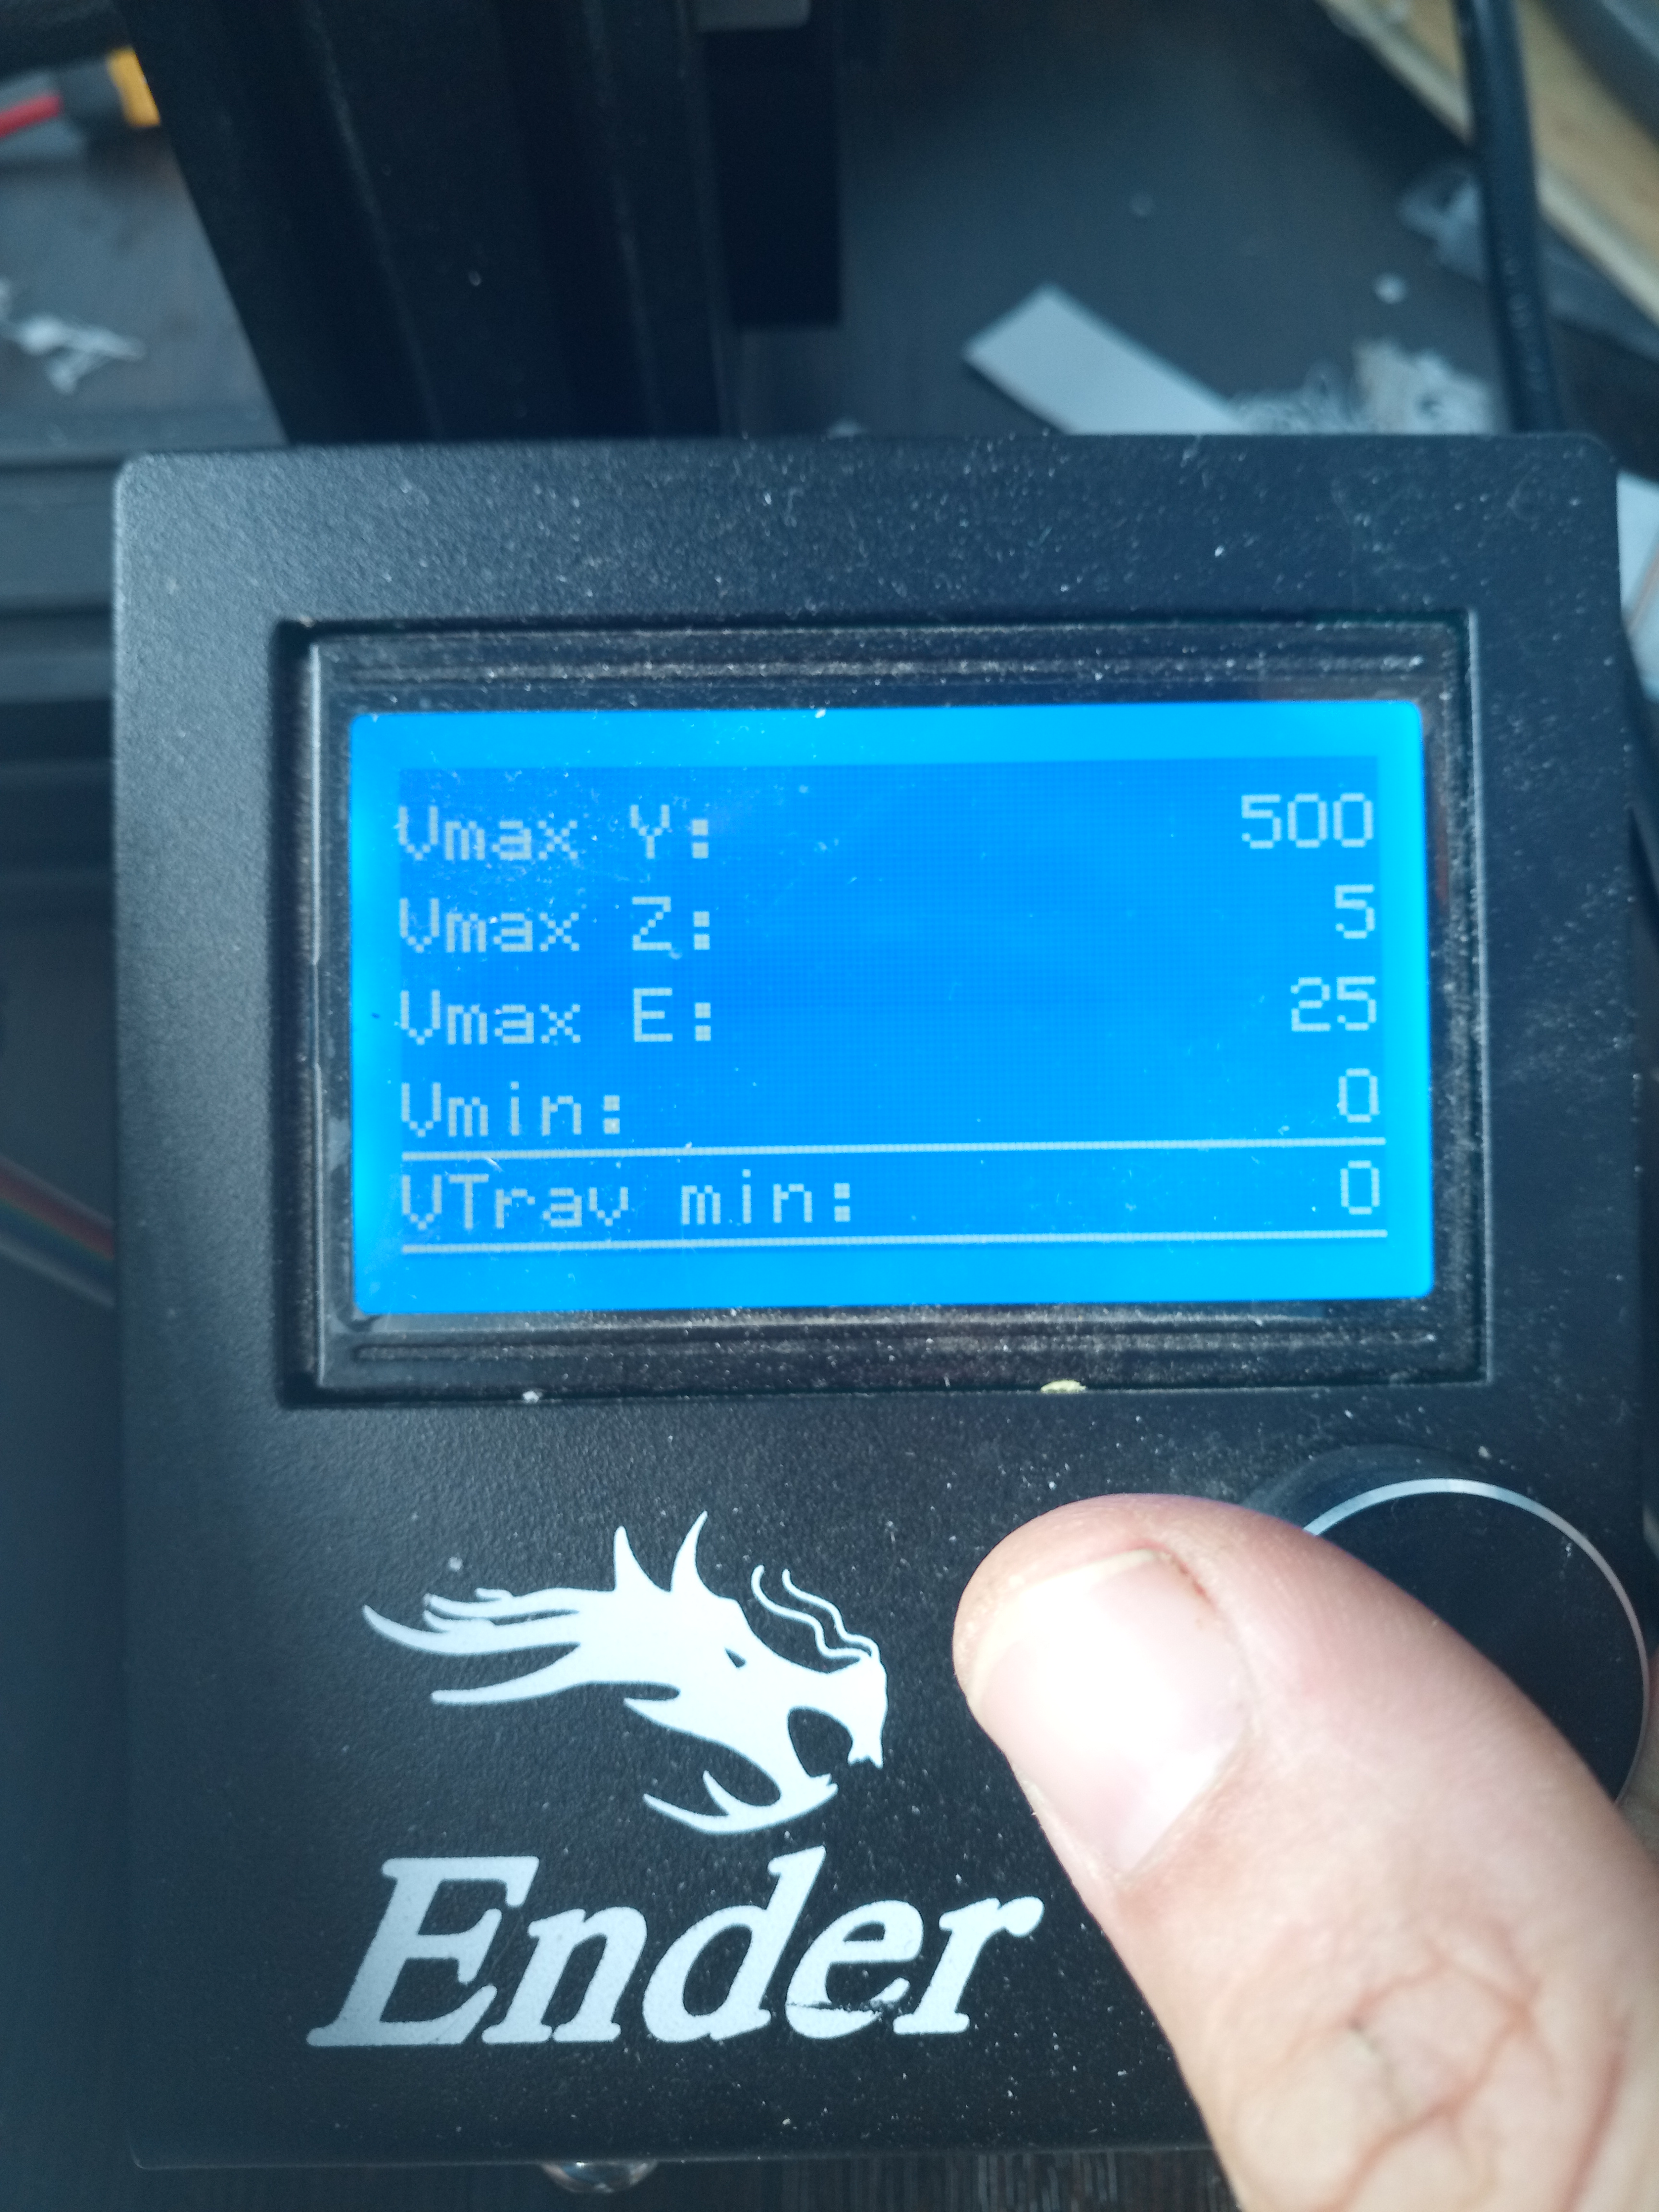 Vmax Y: 500
Vmax Z: 5
Vmax E: 25
Vmin: 0
VTrav min: 0
Ender